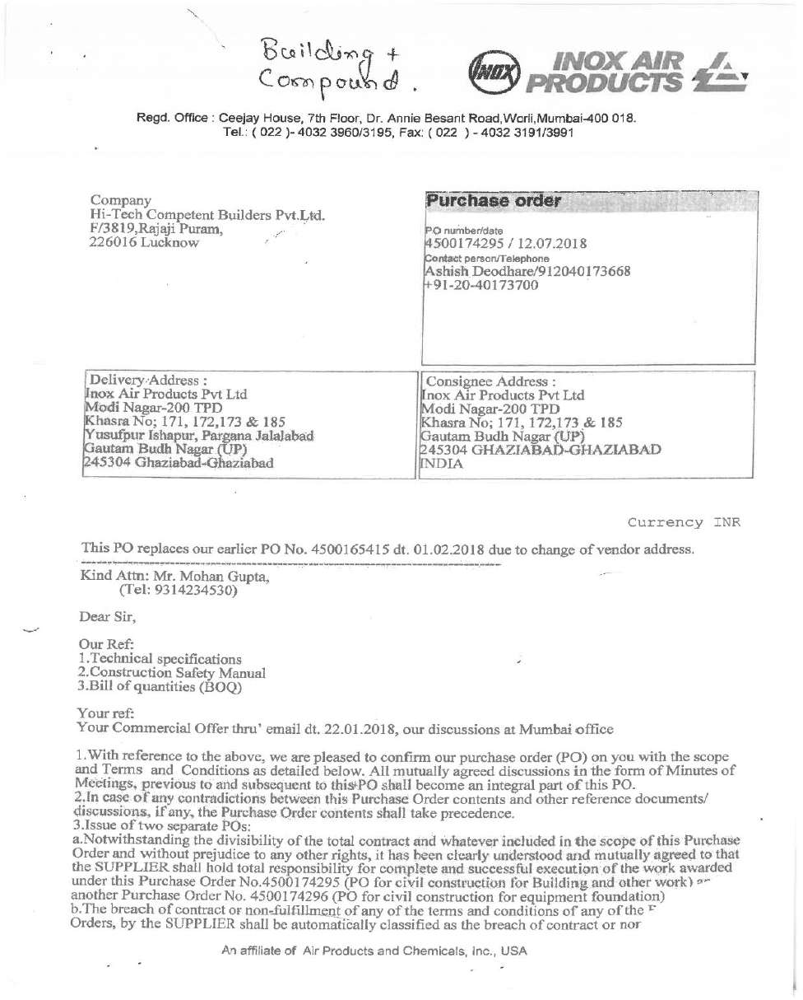 Building +
Compound.
INOX
INOX AIR
PRODUCTS
Regd. Office : Ceejay House, 7th Floor, Dr. Annie Besant Road,Worli,Mumbai-400 018.
Tel.: ( 022 )- 4032 3960/3195, Fax: ( 022 ) - 4032 3191/3991
Company
Hi-Tech Competent Builders Pvt.Ltd.
F/3819,Rajaji Puram,
226016 Lucknow
Purchase order
PO number/date
4500174295 / 12.07.2018
Contact person/Telephone
Ashish Deodhare/912040173668
+91-20-40173700
Delivery Address :
Inox Air Products Pvt Ltd
Modi Nagar-200 TPD
Khasra No; 171, 172,173 & 185
Yusufpur Ishapur, Pargana Jalalabad
Gautam Budh Nagar (UP)
245304 Ghaziabad-Ghaziabad
Consignee Address :
Inox Air Products Pvt Ltd
Modi Nagar-200 TPD
Khasra No; 171, 172,173 & 185
Gautam Budh Nagar (UP)
245304 GHAZIABAD-GHAZIABAD
INDIA
Currency INR
This PO replaces our earlier PO No. 4500165415 dt. 01.02.2018 due to change of vendor address.
Kind Attn: Mr. Mohan Gupta,
(Tel: 9314234530)
Dear Sir,
Our Ref:
1.Technical specifications
2.Construction Safety Manual
3.Bill of quantities (BOQ)
Your ref:
Your Commercial Offer thru' email dt. 22.01.2018, our discussions at Mumbai office
1.With reference to the above, we are pleased to confirm our purchase order (PO) on you with the scope
and Terms and Conditions as detailed below. All mutually agreed discussions in the form of Minutes of
Meetings, previous to and subsequent to this PO shall become an integral part of this PO.
2.In case of any contradictions between this Purchase Order contents and other reference documents/
discussions, if any, the Purchase Order contents shall take precedence.
3.Issue of two separate POs:
a.Notwithstanding the divisibility of the total contract and whatever included in the scope of this Purchase
Order and without prejudice to any other rights, it has been clearly understood and mutually agreed to that
the SUPPLIER shall hold total responsibility for complete and successful execution of the work awarded
under this Purchase Order No.4500174295 (PO for civil construction for Building and other work)
another Purchase Order No. 4500174296 (PO for civil construction for equipment foundation)
b.The breach of contract or non-fulfillment of any of the terms and conditions of any of the
Orders, by the SUPPLIER shall be automatically classified as the breach of contract or
An affiliate of Air Products and Chemicals, Inc., USA